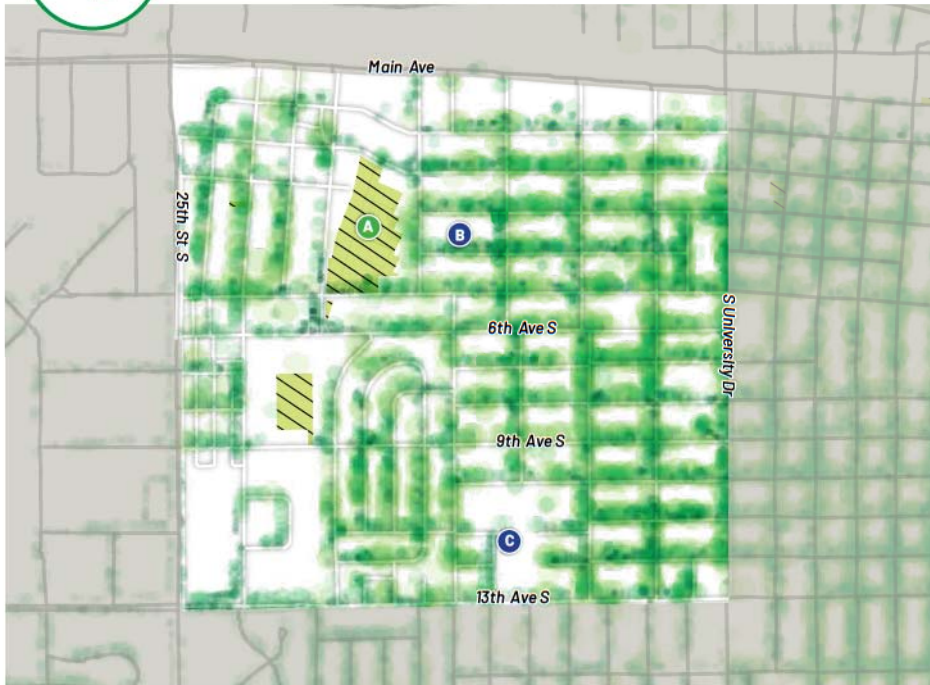 Main Ave
25th St. S
A
B
6th Ave S
S University Dr
9th Ave S
C
13th Ave S